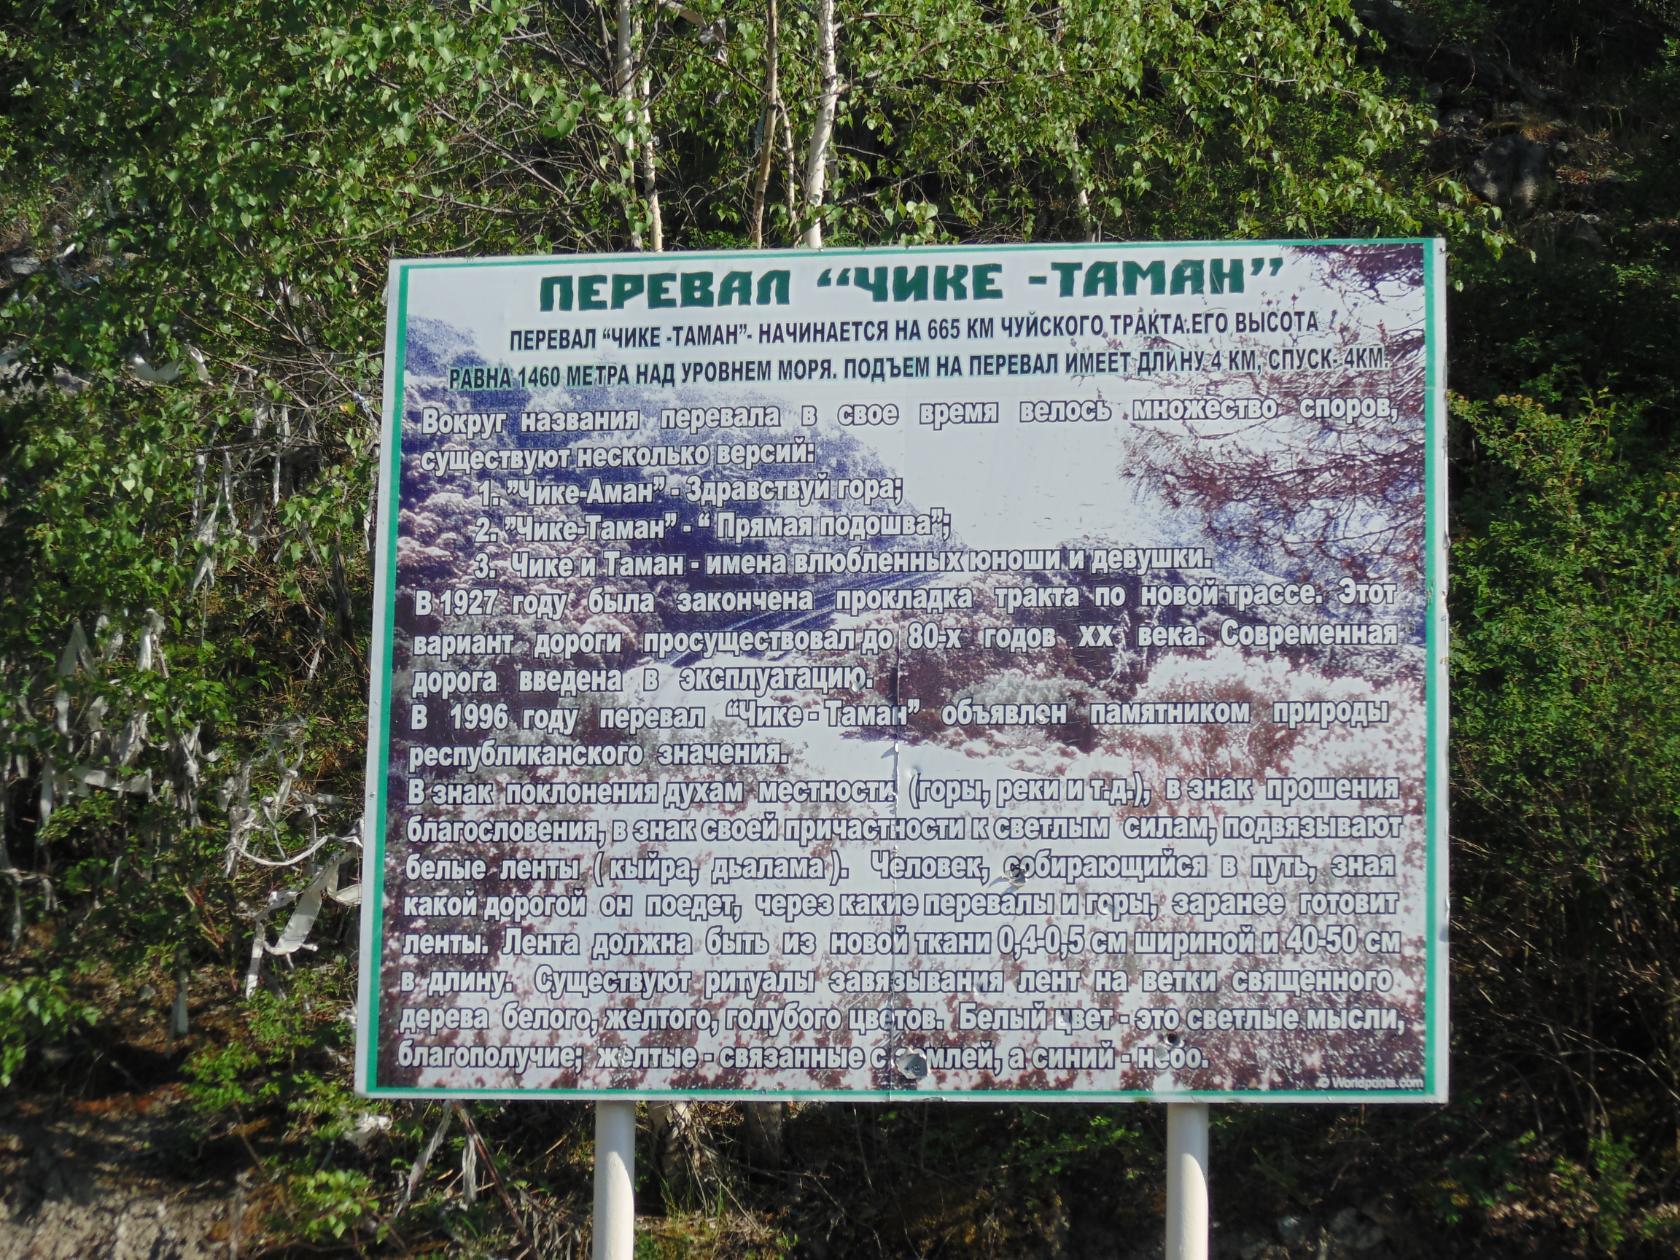 ПЕРЕВАЛ “ЧИКЕ -ТАМАН”
ПЕРЕВАЛ “ЧИКЕ -ТАМАН”- НАЧИНАЕТСЯ НА 665 КМ ЧУЙСКОГО ТРАКТА.ЕГО ВЫСОТА
РАВНА 1460 МЕТРА НАД УРОВНЕМ МОРЯ. ПОДЪЕМ НА ПЕРЕВАЛ ИМЕЕТ ДЛИНУ 4 КМ, СПУСК- 4КМ.
Вокруг названия перевала в свое время велось множество споров,
существуют несколько версий:
1. ”Чике-Аман” - Здравствуй гора;
2. ”Чике-Таман” - “ Прямая подошва”;
3. Чике и Таман - имена влюбленных юноши и девушки.
В 1927 году была закончена прокладка тракта по новой трассе. Этот
вариант дороги просуществовал до 80-х годов хх века. Современная
дорога введена в эксплуатацию.
В 1996 году перевал “Чике - Таман” объявлен памятником природы
республиканского значения.
В знак поклонения духам местности (горы, реки и т.д.), в знак прошения
благословения, в знак своей причастности к светлым силам, подвязывают
белые ленты ( кыйра, дьалама ). Человек, собирающийся в путь, зная
какой дорогой он поедет, через какие перевалы и горы, заранее готовит
ленты. Лента должна быть из новой ткани 0,4-0,5 см шириной и 40-50 см
в длину. Существуют ритуалы завязывания лент на ветки священного
дерева белого, желтого, голубого цветов. Белый цвет - это светлые мысли,
благополучие; желтые - связанные с землей, а синий - небо.
© Worldprints.com